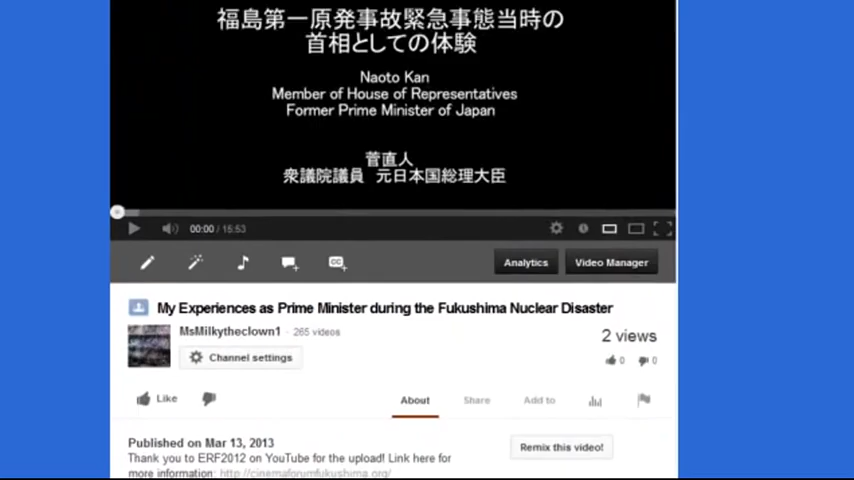 福島第一原発事故緊急事態当時の
首相としての体験
Naoto Kan
Member of House of Representatives
Former Prime Minister of Japan
菅直人
衆議院議員 元日本国総理大臣
00:00 / 15:53
Analytics
Video Manager
My Experiences as Prime Minister during the Fukushima Nuclear Disaster
MsMilkytheclown1 · 265 videos
2 views
Channel settings
0 0
Like
About
Share
Add to
Published on Mar 13, 2013
Remix this video!
Thank you to ERF2012 on YouTube for the upload! Link here for
more information: http://cinemaforumfukushima.org/